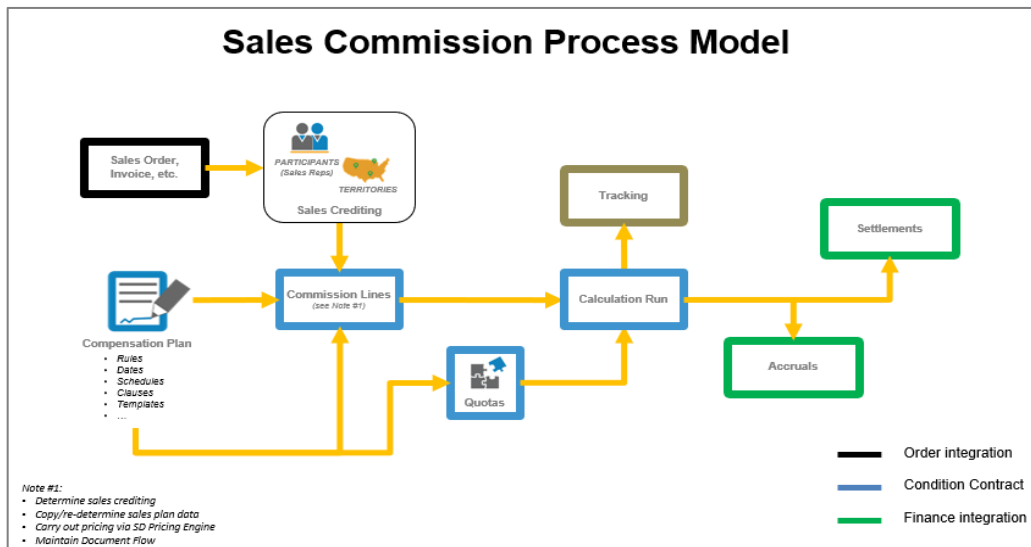 Sales Commission Process Model
Sales Order,
Invoice, etc.
PARTICIPANTS
(Sales Reps)
TERRITORIES
Sales Crediting
Tracking
Settlements
Commission Lines
(see Note #1)
Calculation Run
Compensation Plan
• Rules
• Dates
• Schedules
• Clauses
• Templates
• ...
Quotas
Accruals
Order integration
Condition Contract
Finance integration
Note #1:
• Determine sales crediting
• Copy/re-determine sales plan data
• Carry out pricing via SD Pricing Engine
• Maintain Document Flow